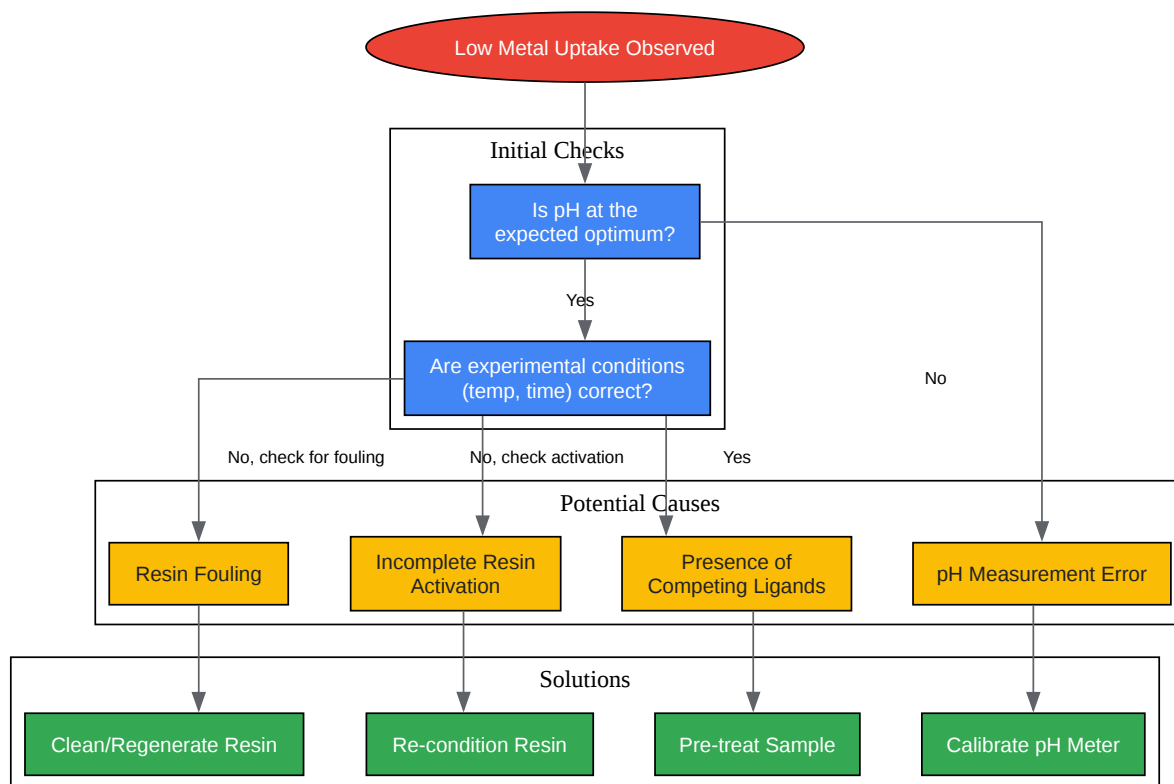 Low Metal Uptake Observed
Initial Checks
Is pH at the
expected optimum?
Yes
Are experimental conditions
(temp, time) correct?
No
No, check for fouling
No, check activation
Yes
Potential Causes
Resin Fouling
Incomplete Resin
Activation
Presence of
Competing Ligands
pH Measurement Error
Solutions
Clean/Regenerate Resin
Re-condition Resin
Pre-treat Sample
Calibrate pH Meter